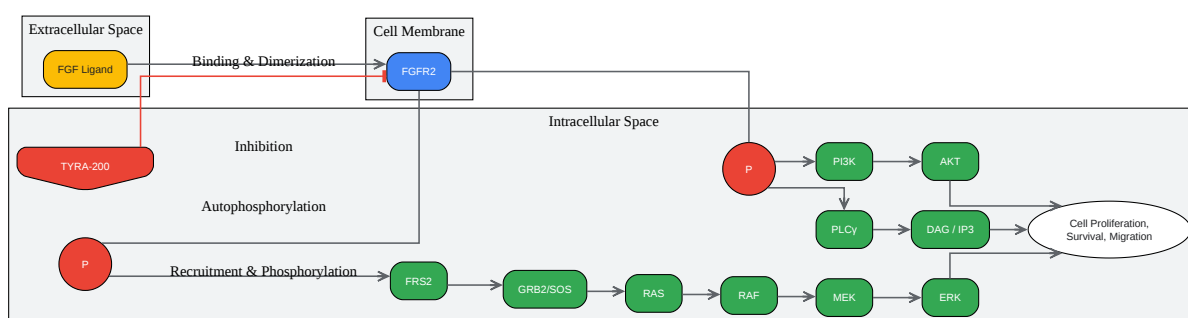 Extracellular Space
Cell Membrane
FGF Ligand
Binding & Dimerization
FGFR2
Intracellular Space
Inhibition
TYRA-200
P
PI3K
AKT
Autophosphorylation
PLCγ
DAG / IP3
Cell Proliferation,
Survival, Migration
P
Recruitment & Phosphorylation
FRS2
GRB2/SOS
RAS
RAF
MEK
ERK